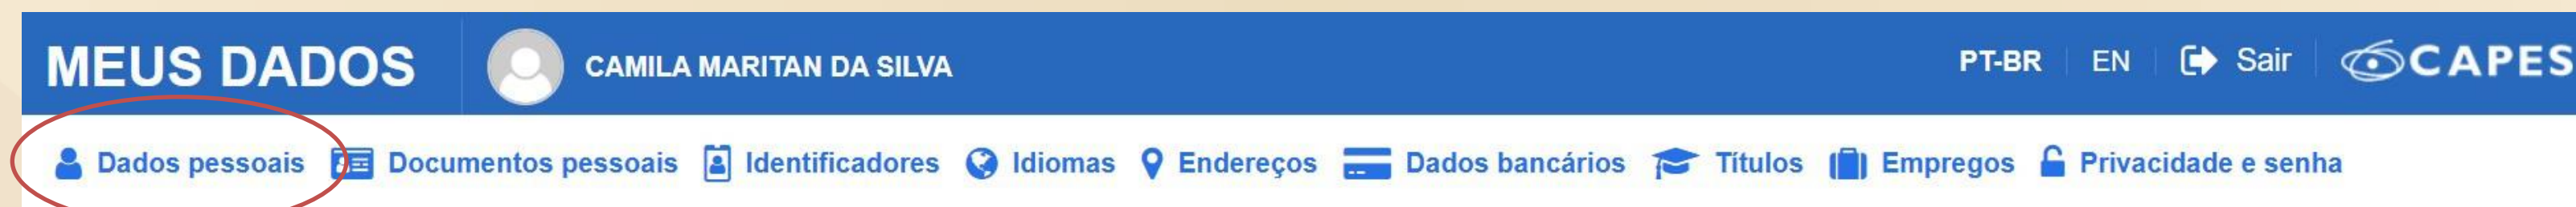 MEUS DADOS CAMILA MARITAN DA SILVA PT-BR EN Sair CAPES
Dados pessoais Documentos pessoais Identificadores Idiomas Endereços Dados bancários Títulos Empregos Privacidade e senha